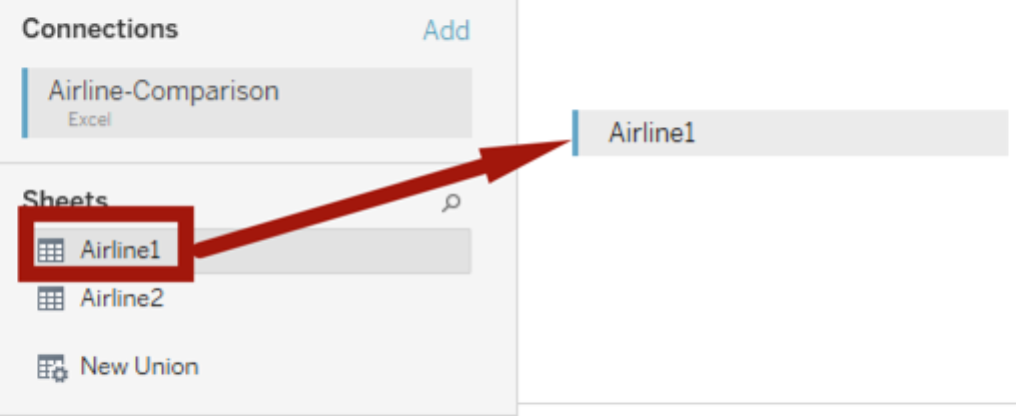 Connections Add
Airline-Comparison
Excel
Airline1
Sheets
Airline1
Airline2
New Union